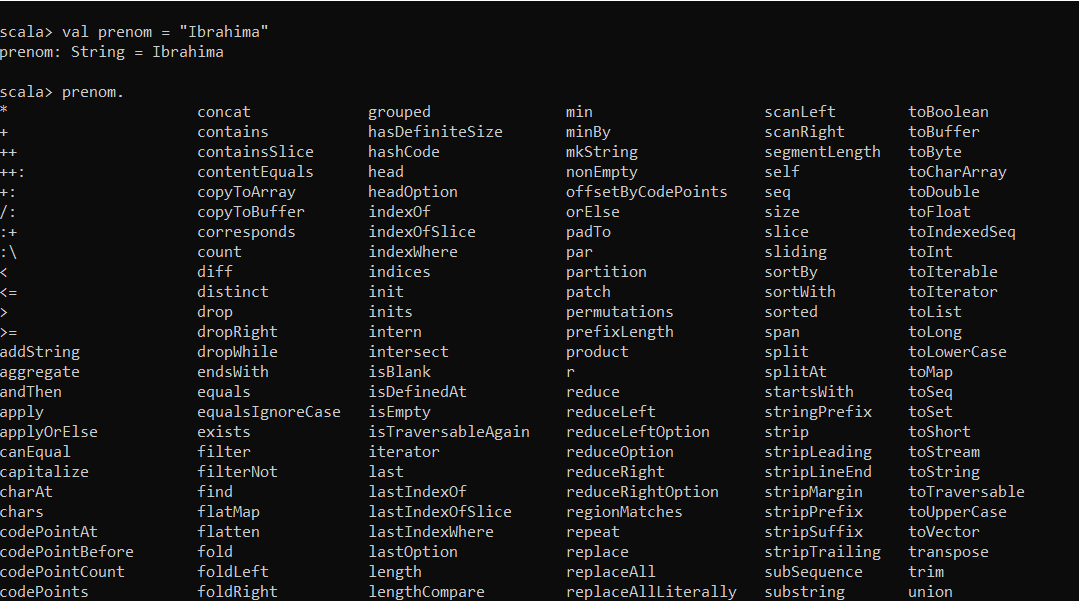 scala> val prenom = "Ibrahima"
prenom: String = Ibrahima
scala> prenom.
* concat grouped min scanLeft toBoolean
+ contains hasDefiniteSize minBy scanRight toBuffer
++ containsSlice hashCode mkString segmentLength toByte
++: contentEquals head nonEmpty self toCharArray
+: copyToArray headOption offsetByCodePoints seq toDouble
/: copyToBuffer indexOf orElse size toFloat
:+ corresponds indexOfSlice padTo slice toIndexedSeq
:\ count indexWhere par sliding toInt
< diff indices partition sortBy toIterable
<= distinct init patch sortWith toIterator
> drop inits permutations sorted toList
>= dropRight intern prefixLength span toLong
addString dropWhile intersect product split toLowerCase
aggregate endsWith isBlank r splitAt toMap
andThen equals isDefinedAt reduce startsWith toSeq
apply equalsIgnoreCase isEmpty reduceLeft stringPrefix toSet
applyOrElse exists isTraversableAgain reduceLeftOption strip toShort
canEqual filter iterator reduceOption stripLeading toStream
capitalize filterNot last reduceRight stripLineEnd toString
charAt find lastIndexOf reduceRightOption stripMargin toTraversable
chars flatMap lastIndexOfSlice regionMatches stripPrefix toUpperCase
codePointAt flatten lastIndexWhere repeat stripSuffix toVector
codePointBefore fold lastOption replace stripTrailing transpose
codePointCount foldLeft length replaceAll subSequence trim
codePoints foldRight lengthCompare replaceAllLiterally substring union